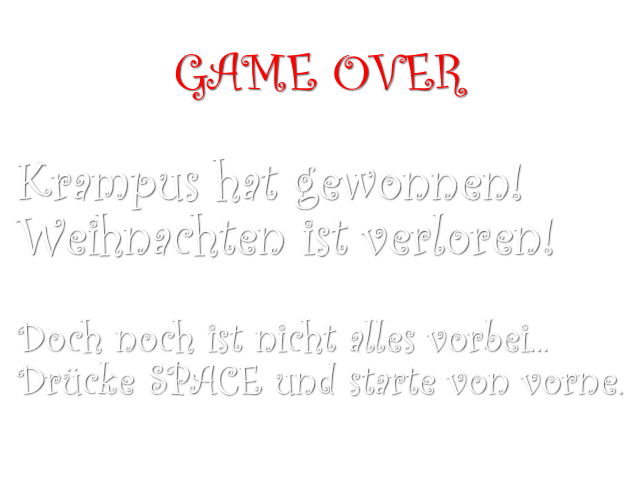 GAME OVER
Krampus hat gewonnen!
Weihnachten ist verloren!
Doch noch ist nicht alles vorbei...
Drücke SPACE und starte von vorne.